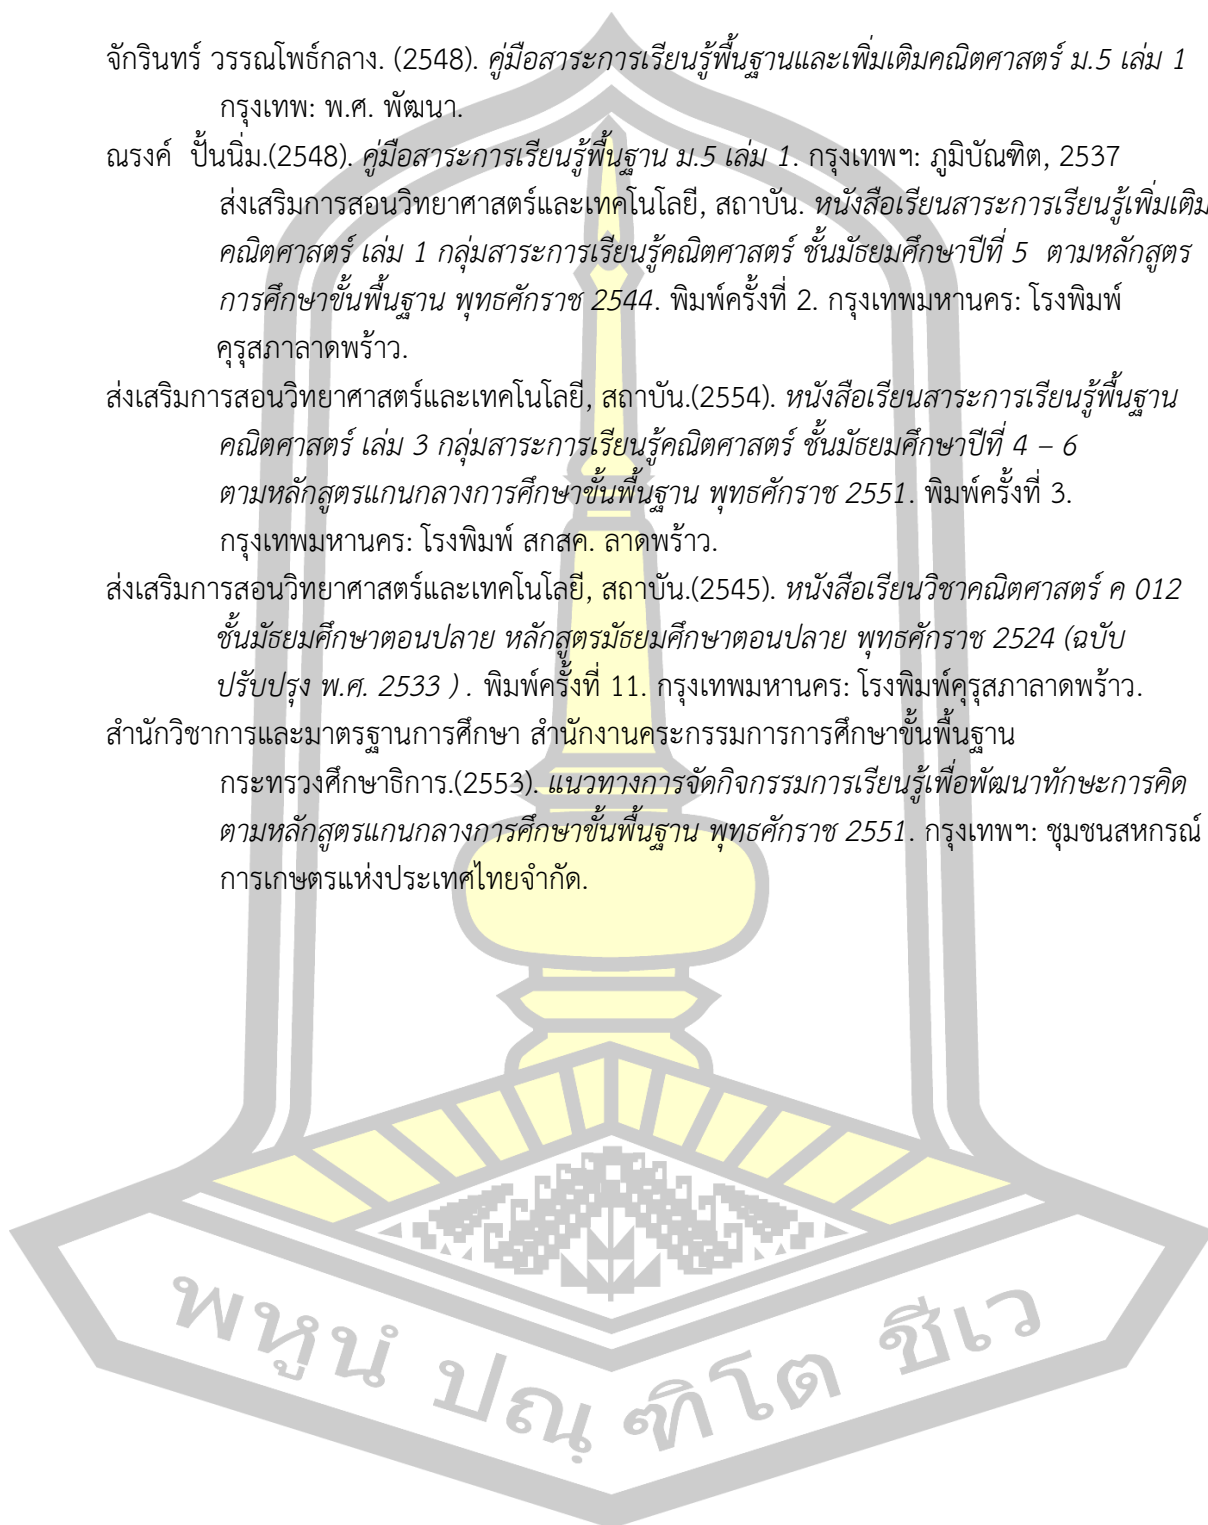 จักรินทร์ วรรณโพธ์กลาง. (2548). คู่มือสาระการเรียนรู้พื้นฐานและเพิ่มเติมคณิตศาสตร์ ม.5 เล่ม 1
กรุงเทพ: พ.ศ. พัฒนา.
ณรงค์  ปั้นนิ่ม.(2548). คู่มือสาระการเรียนรู้พื้นฐาน ม.5 เล่ม 1. กรุงเทพฯ: ภูมิบัณฑิต, 2537
ส่งเสริมการสอนวิทยาศาสตร์และเทคโนโลยี, สถาบัน. หนังสือเรียนสาระการเรียนรู้เพิ่มเติม
คณิตศาสตร์ เล่ม 1 กลุ่มสาระการเรียนรู้คณิตศาสตร์ ชั้นมัธยมศึกษาปีที่ 5  ตามหลักสูตร
การศึกษาขั้นพื้นฐาน พุทธศักราช 2544. พิมพ์ครั้งที่ 2. กรุงเทพมหานคร: โรงพิมพ์
คุรุสภาลาดพร้าว.
ส่งเสริมการสอนวิทยาศาสตร์และเทคโนโลยี, สถาบัน.(2554). หนังสือเรียนสาระการเรียนรู้พื้นฐาน
คณิตศาสตร์ เล่ม 3 กลุ่มสาระการเรียนรู้คณิตศาสตร์ ชั้นมัธยมศึกษาปีที่ 4 – 6
ตามหลักสูตรแกนกลางการศึกษาขั้นพื้นฐาน พุทธศักราช 2551. พิมพ์ครั้งที่ 3.
กรุงเทพมหานคร: โรงพิมพ์ สกสค. ลาดพร้าว.
ส่งเสริมการสอนวิทยาศาสตร์และเทคโนโลยี, สถาบัน.(2545). หนังสือเรียนวิชาคณิตศาสตร์ ค 012
ชั้นมัธยมศึกษาตอนปลาย หลักสูตรมัธยมศึกษาตอนปลาย พุทธศักราช 2524 (ฉบับ
ปรับปรุง พ.ศ. 2533 ) . พิมพ์ครั้งที่ 11. กรุงเทพมหานคร: โรงพิมพ์คุรุสภาลาดพร้าว.
สำนักวิชาการและมาตรฐานการศึกษา สำนักงานคระกรรมการการศึกษาขั้นพื้นฐาน
กระทรวงศึกษาธิการ.(2553). แนวทางการจัดกิจกรรมการเรียนรู้เพื่อพัฒนาทักษะการคิด
ตามหลักสูตรแกนกลางการศึกษาขั้นพื้นฐาน พุทธศักราช 2551. กรุงเทพฯ: ชุมชนสหกรณ์
การเกษตรแห่งประเทศไทยจำกัด.
พหูนํ ปณฺ ฑิโต ชีเว